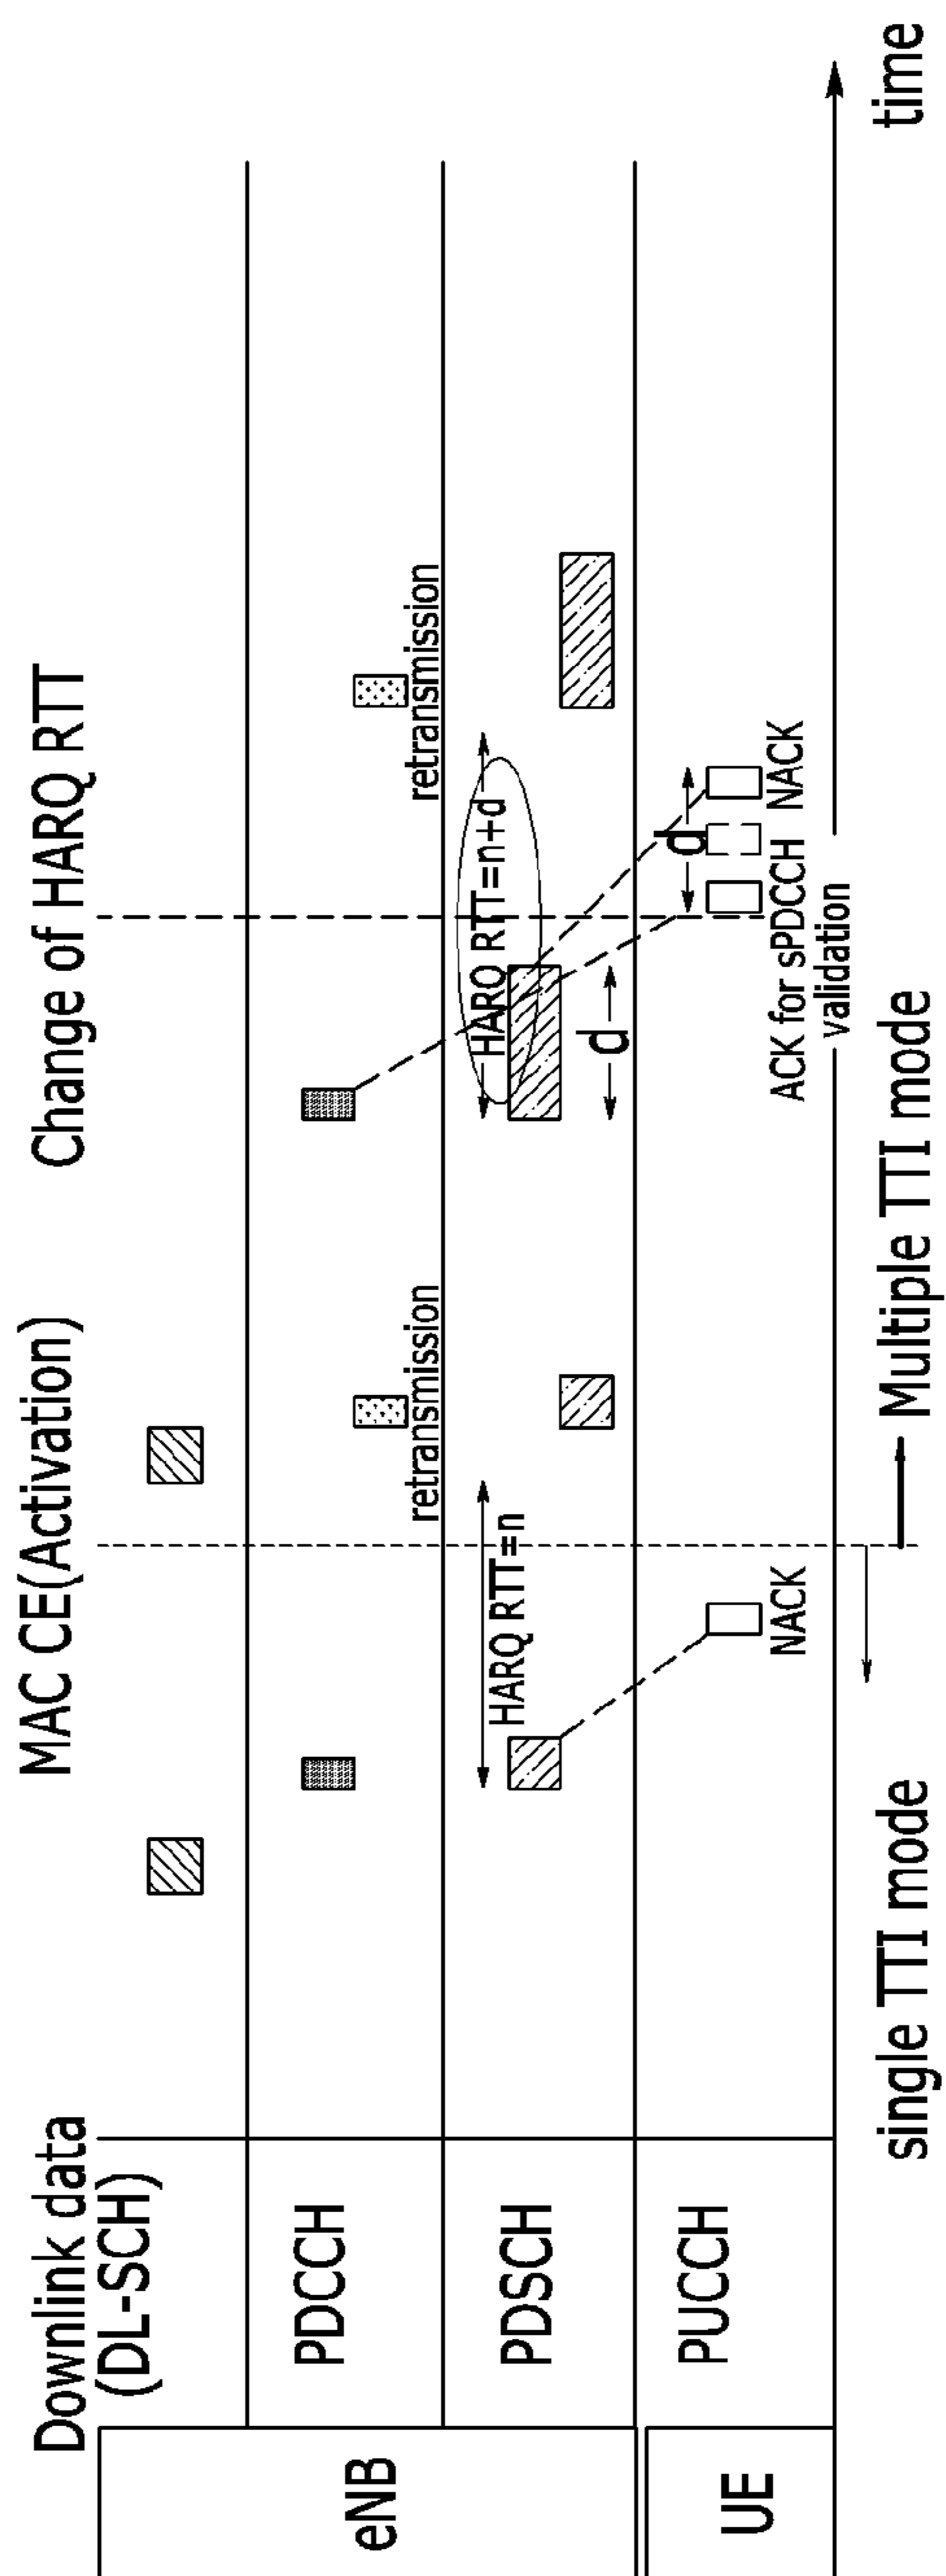 Downlink data
(DL-SCH)
MAC CE(Activation)
Change of HARQ RTT
eNB
PDCCH
retransmission
retransmission
PDSCH
HARQ RTT=n
HARQ RTT=n+d
d
UE
PUCCH
NACK
d
ACK for sPDCCH
validation
NACK
time
single TTI mode
Multiple TTI mode